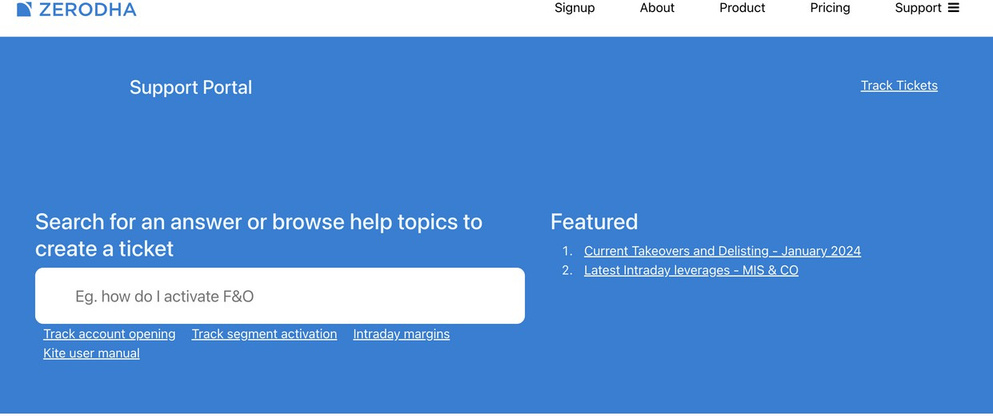 ZERODHA
Signup About Product Pricing Support
Support Portal
Track Tickets
Search for an answer or browse help topics to
create a ticket
Eg. how do I activate F&O
Track account opening Track segment activation Intraday margins
Kite user manual
Featured
1. Current Takeovers and Delisting - January 2024
2. Latest Intraday leverages - MIS & CO